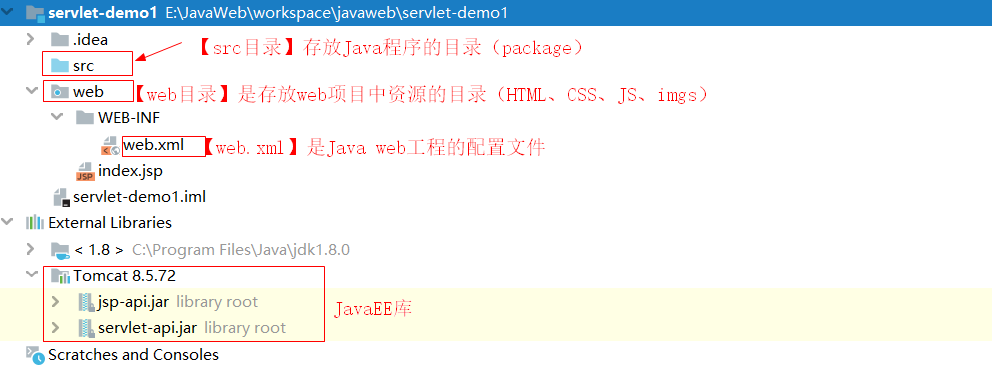 servlet-demo1 E:\JavaWeb\workspace\javaweb\servlet-demo1
.idea
src 【src目录】存放Java程序的目录（package）
web 【web目录】是存放web项目中资源的目录（HTML、CSS、JS、imgs）
WEB-INF
web.xml 【web.xml】是Java web工程的配置文件
index.jsp
servlet-demo1.iml
External Libraries
< 1.8 > C:\Program Files\Java\jdk1.8.0
Tomcat 8.5.72
jsp-api.jar library root JavaEE库
servlet-api.jar library root
Scratches and Consoles